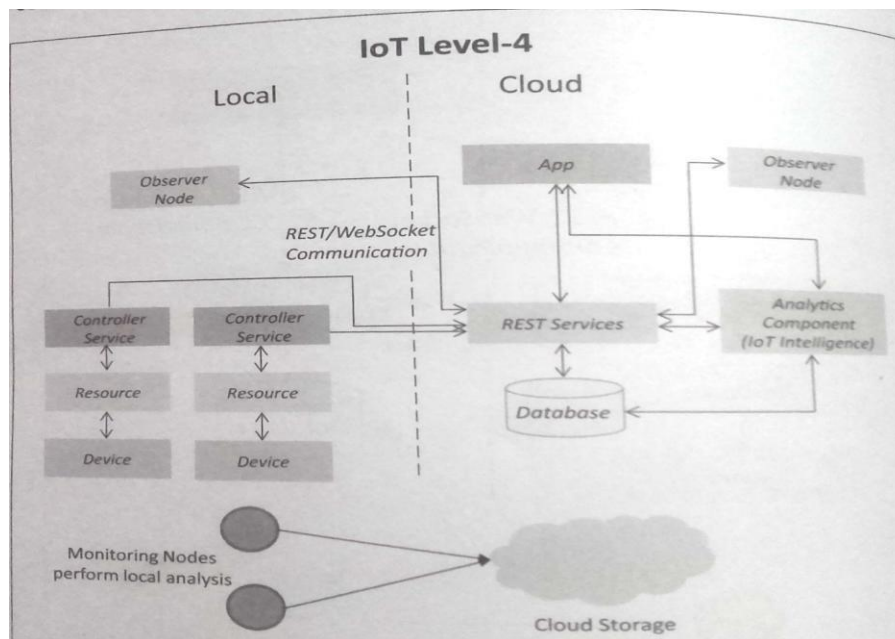 IoT Level-4
Local
Cloud
Observer
Node
App
Observer
Node
REST/WebSocket
Communication
Controller
Service
Controller
Service
REST Services
Analytics
Component
(IoT Intelligence)
Resource
Resource
Database
Device
Device
Monitoring Nodes
perform local analysis
Cloud Storage